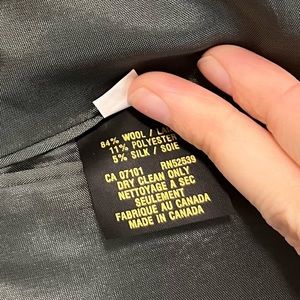 84% WOOL /
11% POLYESTER
5% SILK / SOIE
CA 07101 RN52539
DRY CLEAN ONLY
NETTOYAGE A SEC
SEULEMENT
FABRIQUE AU CANADA
MADE IN CANADA